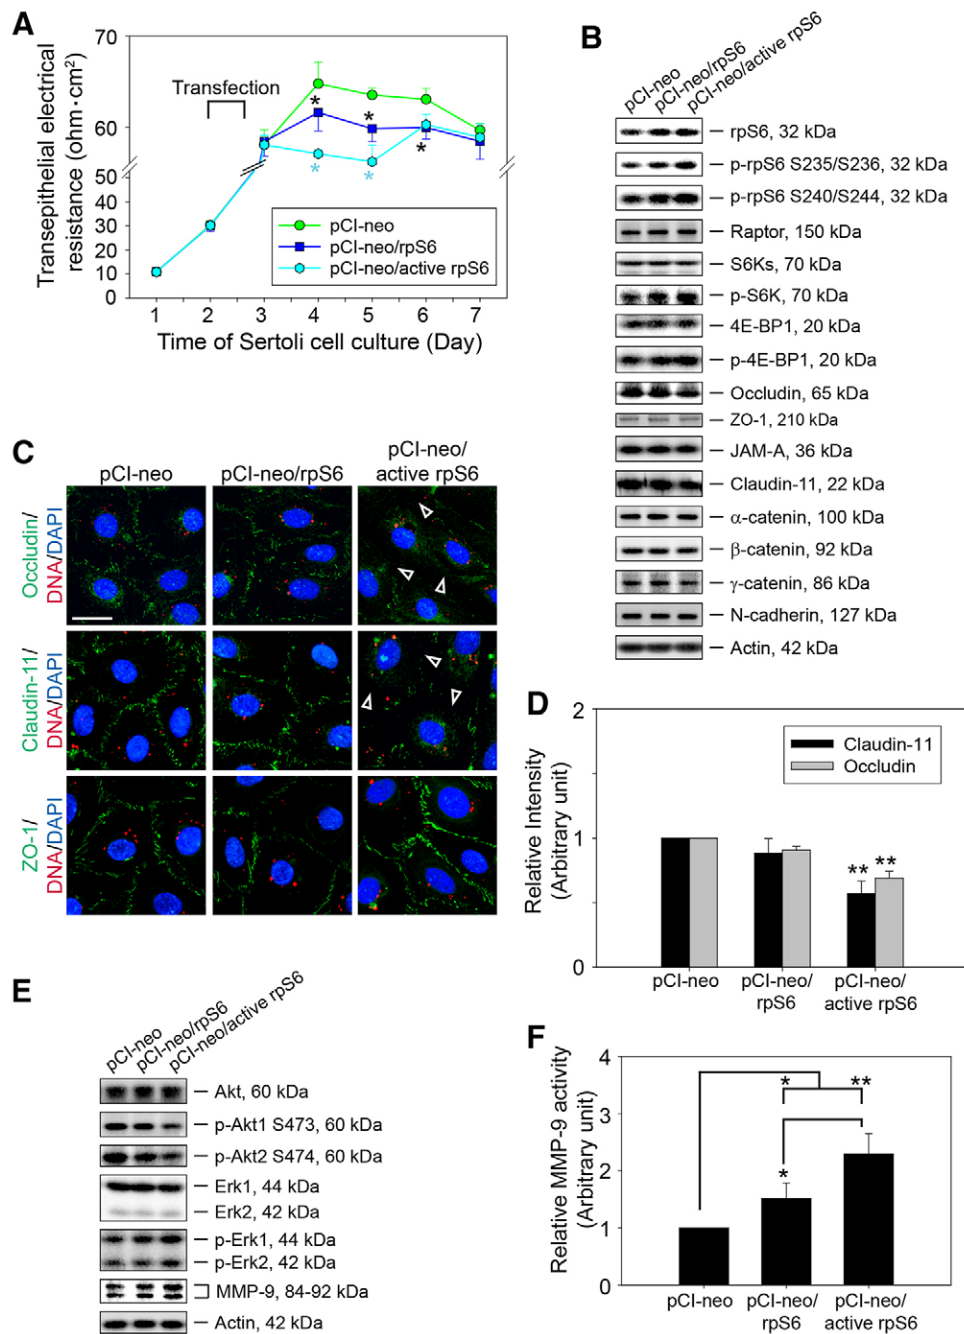 A
70
60
50
40
30
20
10
0
Transepithelial electrical
resistance (ohm·cm²)
Transfection
*
*
*
*
*
pCI-neo
pCI-neo/rpS6
pCI-neo/active rpS6
1 2 3 4 5 6 7
Time of Sertoli cell culture (Day)
B
pCI-neo
pCI-neo/rpS6
pCI-neo/active rpS6
rpS6, 32 kDa
p-rpS6 S235/S236, 32 kDa
p-rpS6 S240/S244, 32 kDa
Raptor, 150 kDa
S6Ks, 70 kDa
p-S6K, 70 kDa
4E-BP1, 20 kDa
p-4E-BP1, 20 kDa
Occludin, 65 kDa
ZO-1, 210 kDa
JAM-A, 36 kDa
Claudin-11, 22 kDa
α-catenin, 100 kDa
β-catenin, 92 kDa
γ-catenin, 86 kDa
N-cadherin, 127 kDa
Actin, 42 kDa
C
pCI-neo
pCI-neo/rpS6
pCI-neo/
active rpS6
Occludin/
DNA/DAPI
Claudin-11/
DNA/DAPI
ZO-1/
DNA/DAPI
D
2
1
0
Relative Intensity
(Arbitrary unit)
Claudin-11
Occludin
** **
pCI-neo
pCI-neo/
rpS6
pCI-neo/
active rpS6
E
pCI-neo
pCI-neo/rpS6
pCI-neo/active rpS6
Akt, 60 kDa
p-Akt1 S473, 60 kDa
p-Akt2 S474, 60 kDa
Erk1, 44 kDa
Erk2, 42 kDa
p-Erk1, 44 kDa
p-Erk2, 42 kDa
MMP-9, 84-92 kDa
Actin, 42 kDa
F
4
3
2
1
0
Relative MMP-9 activity
(Arbitrary unit)
* **
*
pCI-neo
pCI-neo/
rpS6
pCI-neo/
active rpS6